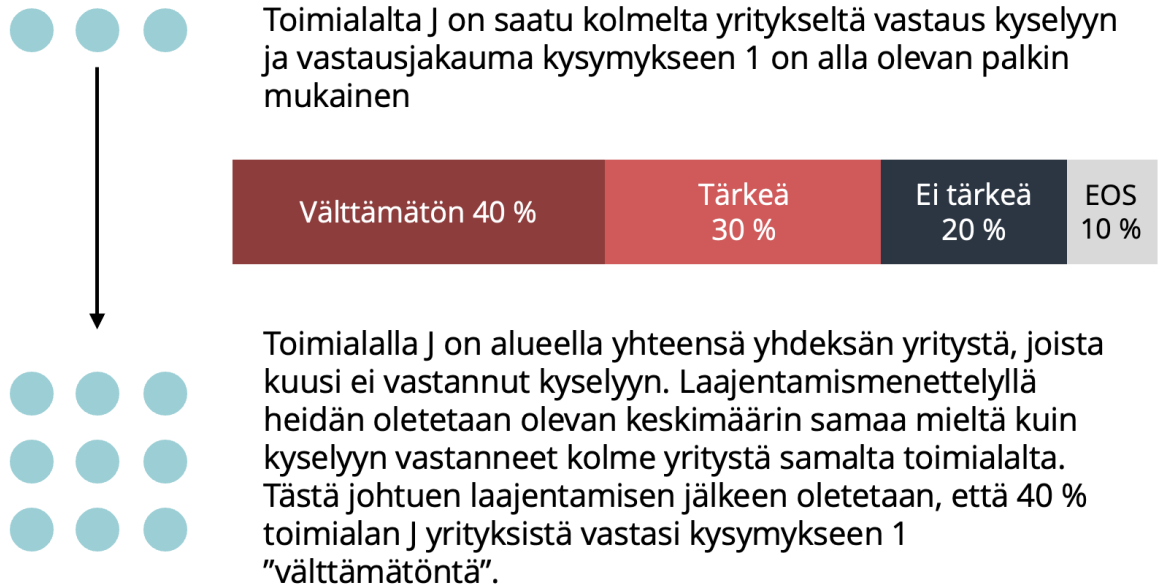 Toimialalta J on saatu kolmelta yritykseltä vastaus kyselyyn
ja vastausjakauma kysymykseen 1 on alla olevan palkin
mukainen
Välttämätön 40 %
Tärkeä
30 %
Ei tärkeä
20 %
EOS
10 %
Toimialalla J on alueella yhteensä yhdeksän yritystä, joista
kuusi ei vastannut kyselyyn. Laajentamismenettelyllä
heidän oletetaan olevan keskimäärin samaa mieltä kuin
kyselyyn vastanneet kolme yritystä samalta toimialalta.
Tästä johtuen laajentamisen jälkeen oletetaan, että 40 %
toimialan J yrityksistä vastasi kysymykseen 1
”välttämätöntä”.